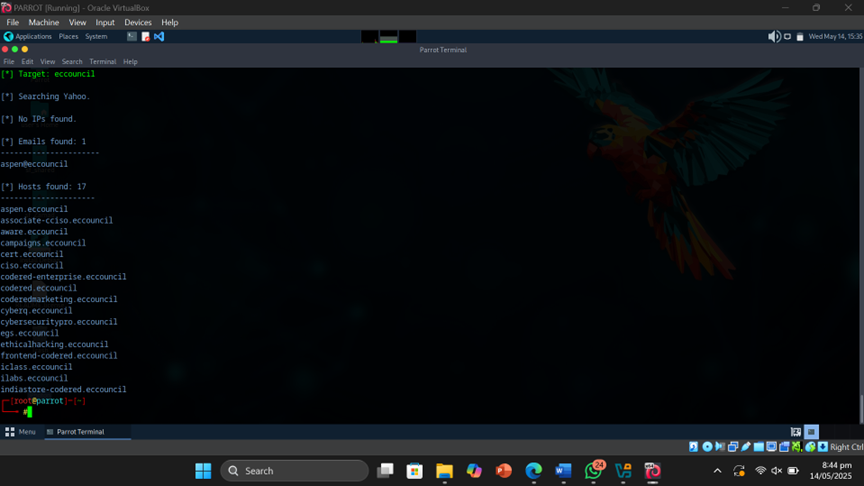 PARROT [Running] - Oracle VirtualBox
File Machine View Input Devices Help
Applications Places System
Wed May 14, 15:35
Parrot Terminal
File Edit View Search Terminal Help
[*] Target: eccouncil
[*] Searching Yahoo.
[*] No IPs found.
[*] Emails found: 1
----------------------
aspen@eccouncil
[*] Hosts found: 17
---------------------
aspen.eccouncil
associate-cciso.eccouncil
aware.eccouncil
campaigns.eccouncil
cert.eccouncil
ciso.eccouncil
codered-enterprise.eccouncil
codered.eccouncil
coderedmarketing.eccouncil
cyberq.eccouncil
cybersecuritypro.eccouncil
egs.eccouncil
ethicalhacking.eccouncil
frontend-codered.eccouncil
iclass.eccouncil
ilabs.eccouncil
indiastore-codered.eccouncil
[root@parrot]-[~]
#
Menu Parrot Terminal
Right Ctrl
Search
24
8:44 pm
14/05/2025